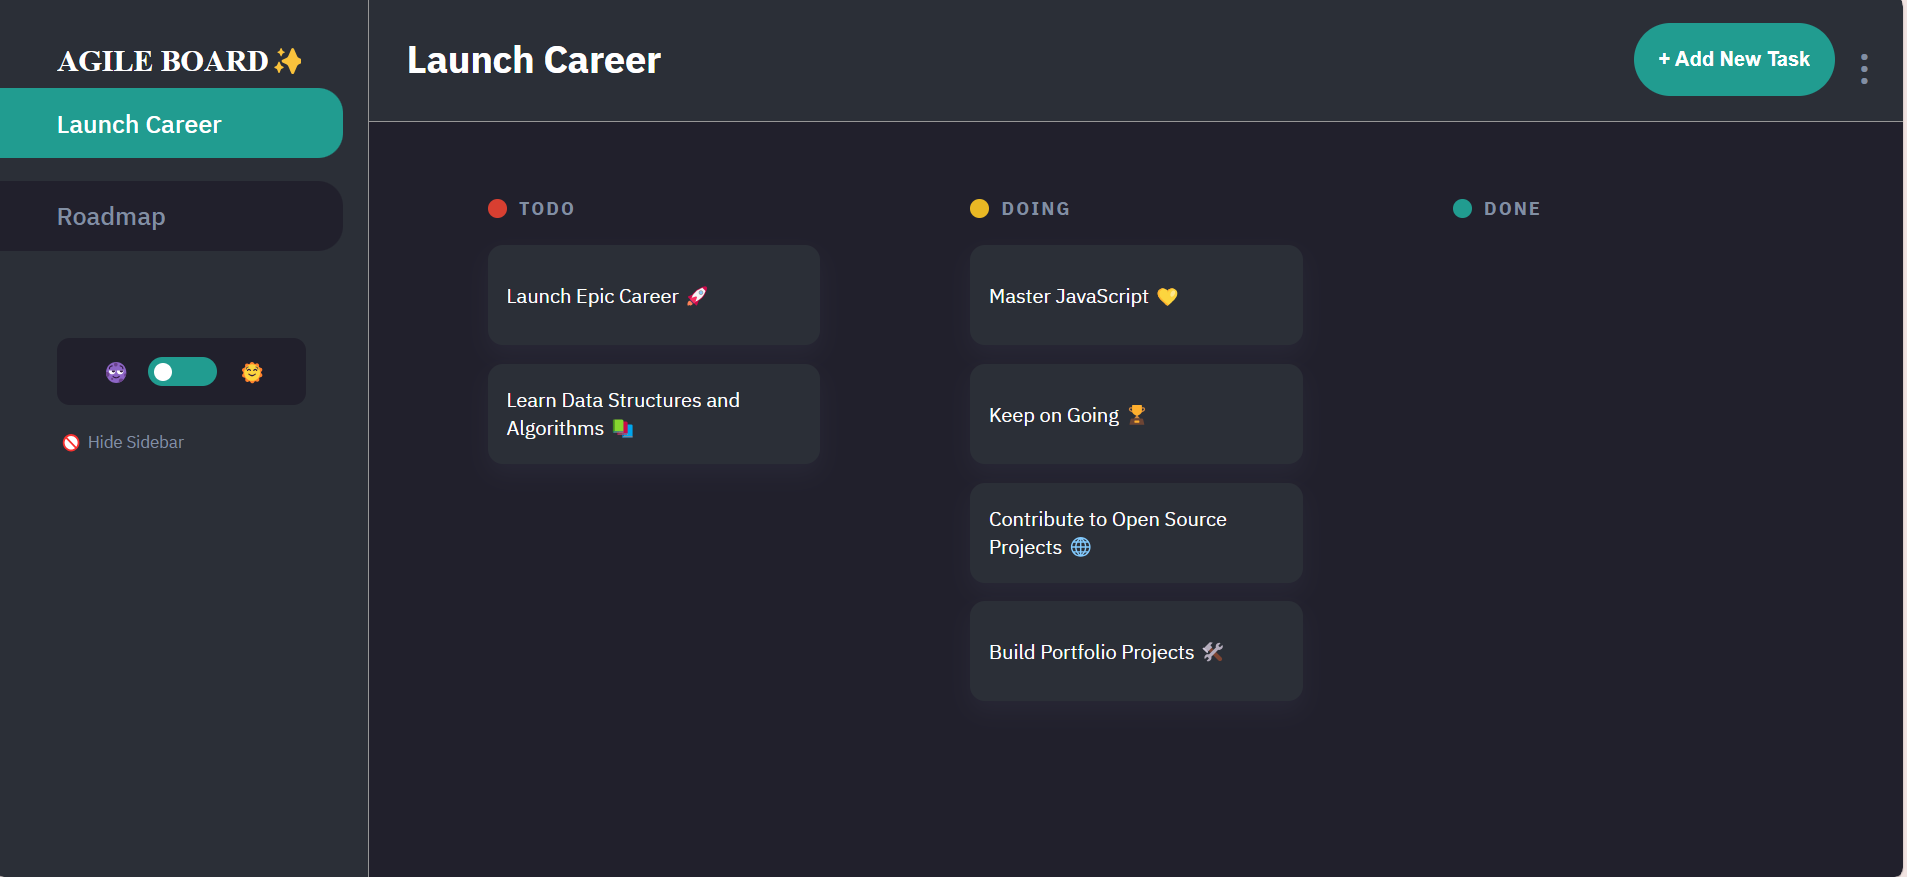 AGILE BOARD✨
Launch Career
Roadmap
Hide Sidebar
Launch Career
+ Add New Task
TODO
Launch Epic Career 🚀
Learn Data Structures and
Algorithms 📚
DOING
Master JavaScript 💛
Keep on Going 🏆
Contribute to Open Source
Projects 🌐
Build Portfolio Projects 🛠️
DONE